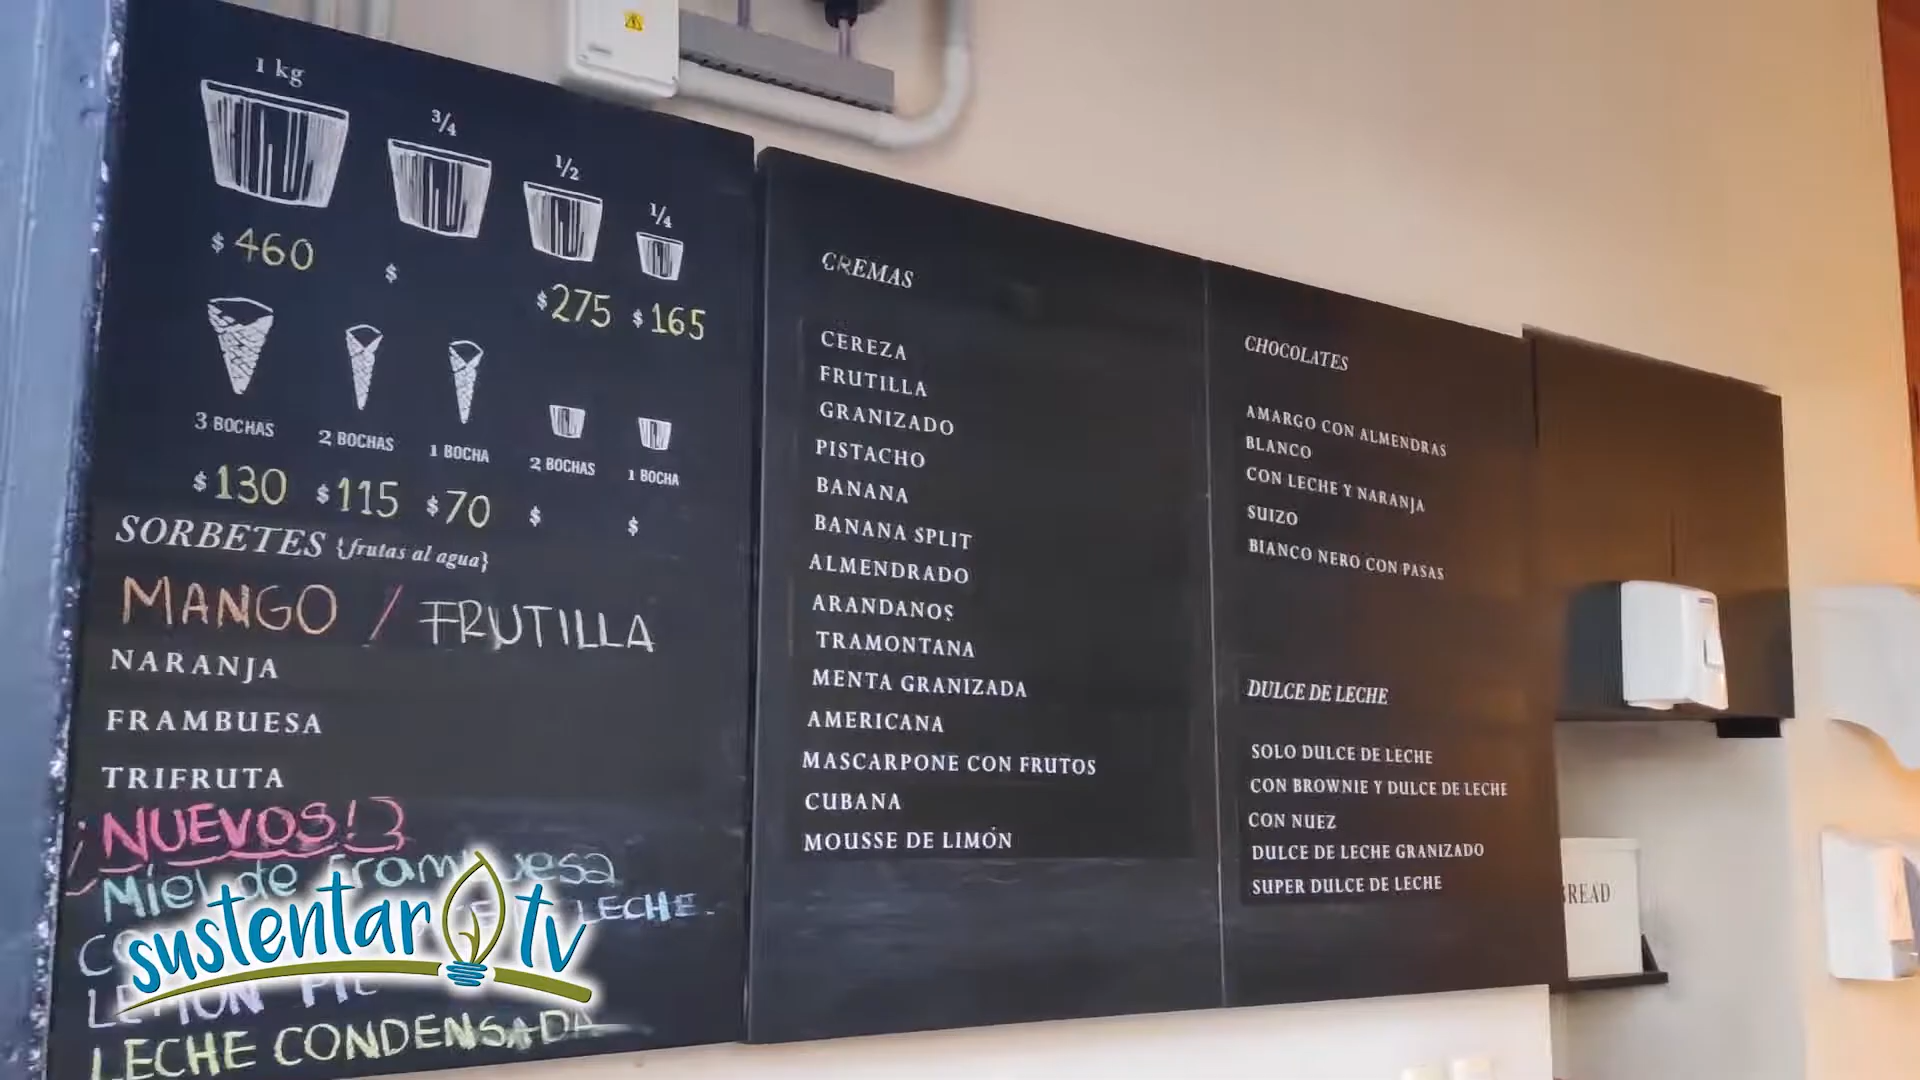 1 kg
3/4
1/2
1/4
$ 460
$
$ 275
$ 165
3 BOCHAS
2 BOCHAS
1 BOCHA
2 BOCHAS
1 BOCHA
$ 130
$ 115
$ 70
$
$
SORBETES {frutas al agua}
MANGO / FRUTILLA
NARANJA
FRAMBUESA
TRIFRUTA
¡NUEVOS!
Miel de frambuesa
LECHE.
LEMON PIE
LECHE CONDENSADA
sustentar tv
CREMAS
CEREZA
FRUTILLA
GRANIZADO
PISTACHO
BANANA
BANANA SPLIT
ALMENDRADO
ARANDANOS
TRAMONTANA
MENTA GRANIZADA
AMERICANA
MASCARPONE CON FRUTOS
CUBANA
MOUSSE DE LIMÓN
CHOCOLATES
AMARGO CON ALMENDRAS
BLANCO
CON LECHE Y NARANJA
SUIZO
BIANCO NERO CON PASAS
DULCE DE LECHE
SOLO DULCE DE LECHE
CON BROWNIE Y DULCE DE LECHE
CON NUEZ
DULCE DE LECHE GRANIZADO
SUPER DULCE DE LECHE
BREAD